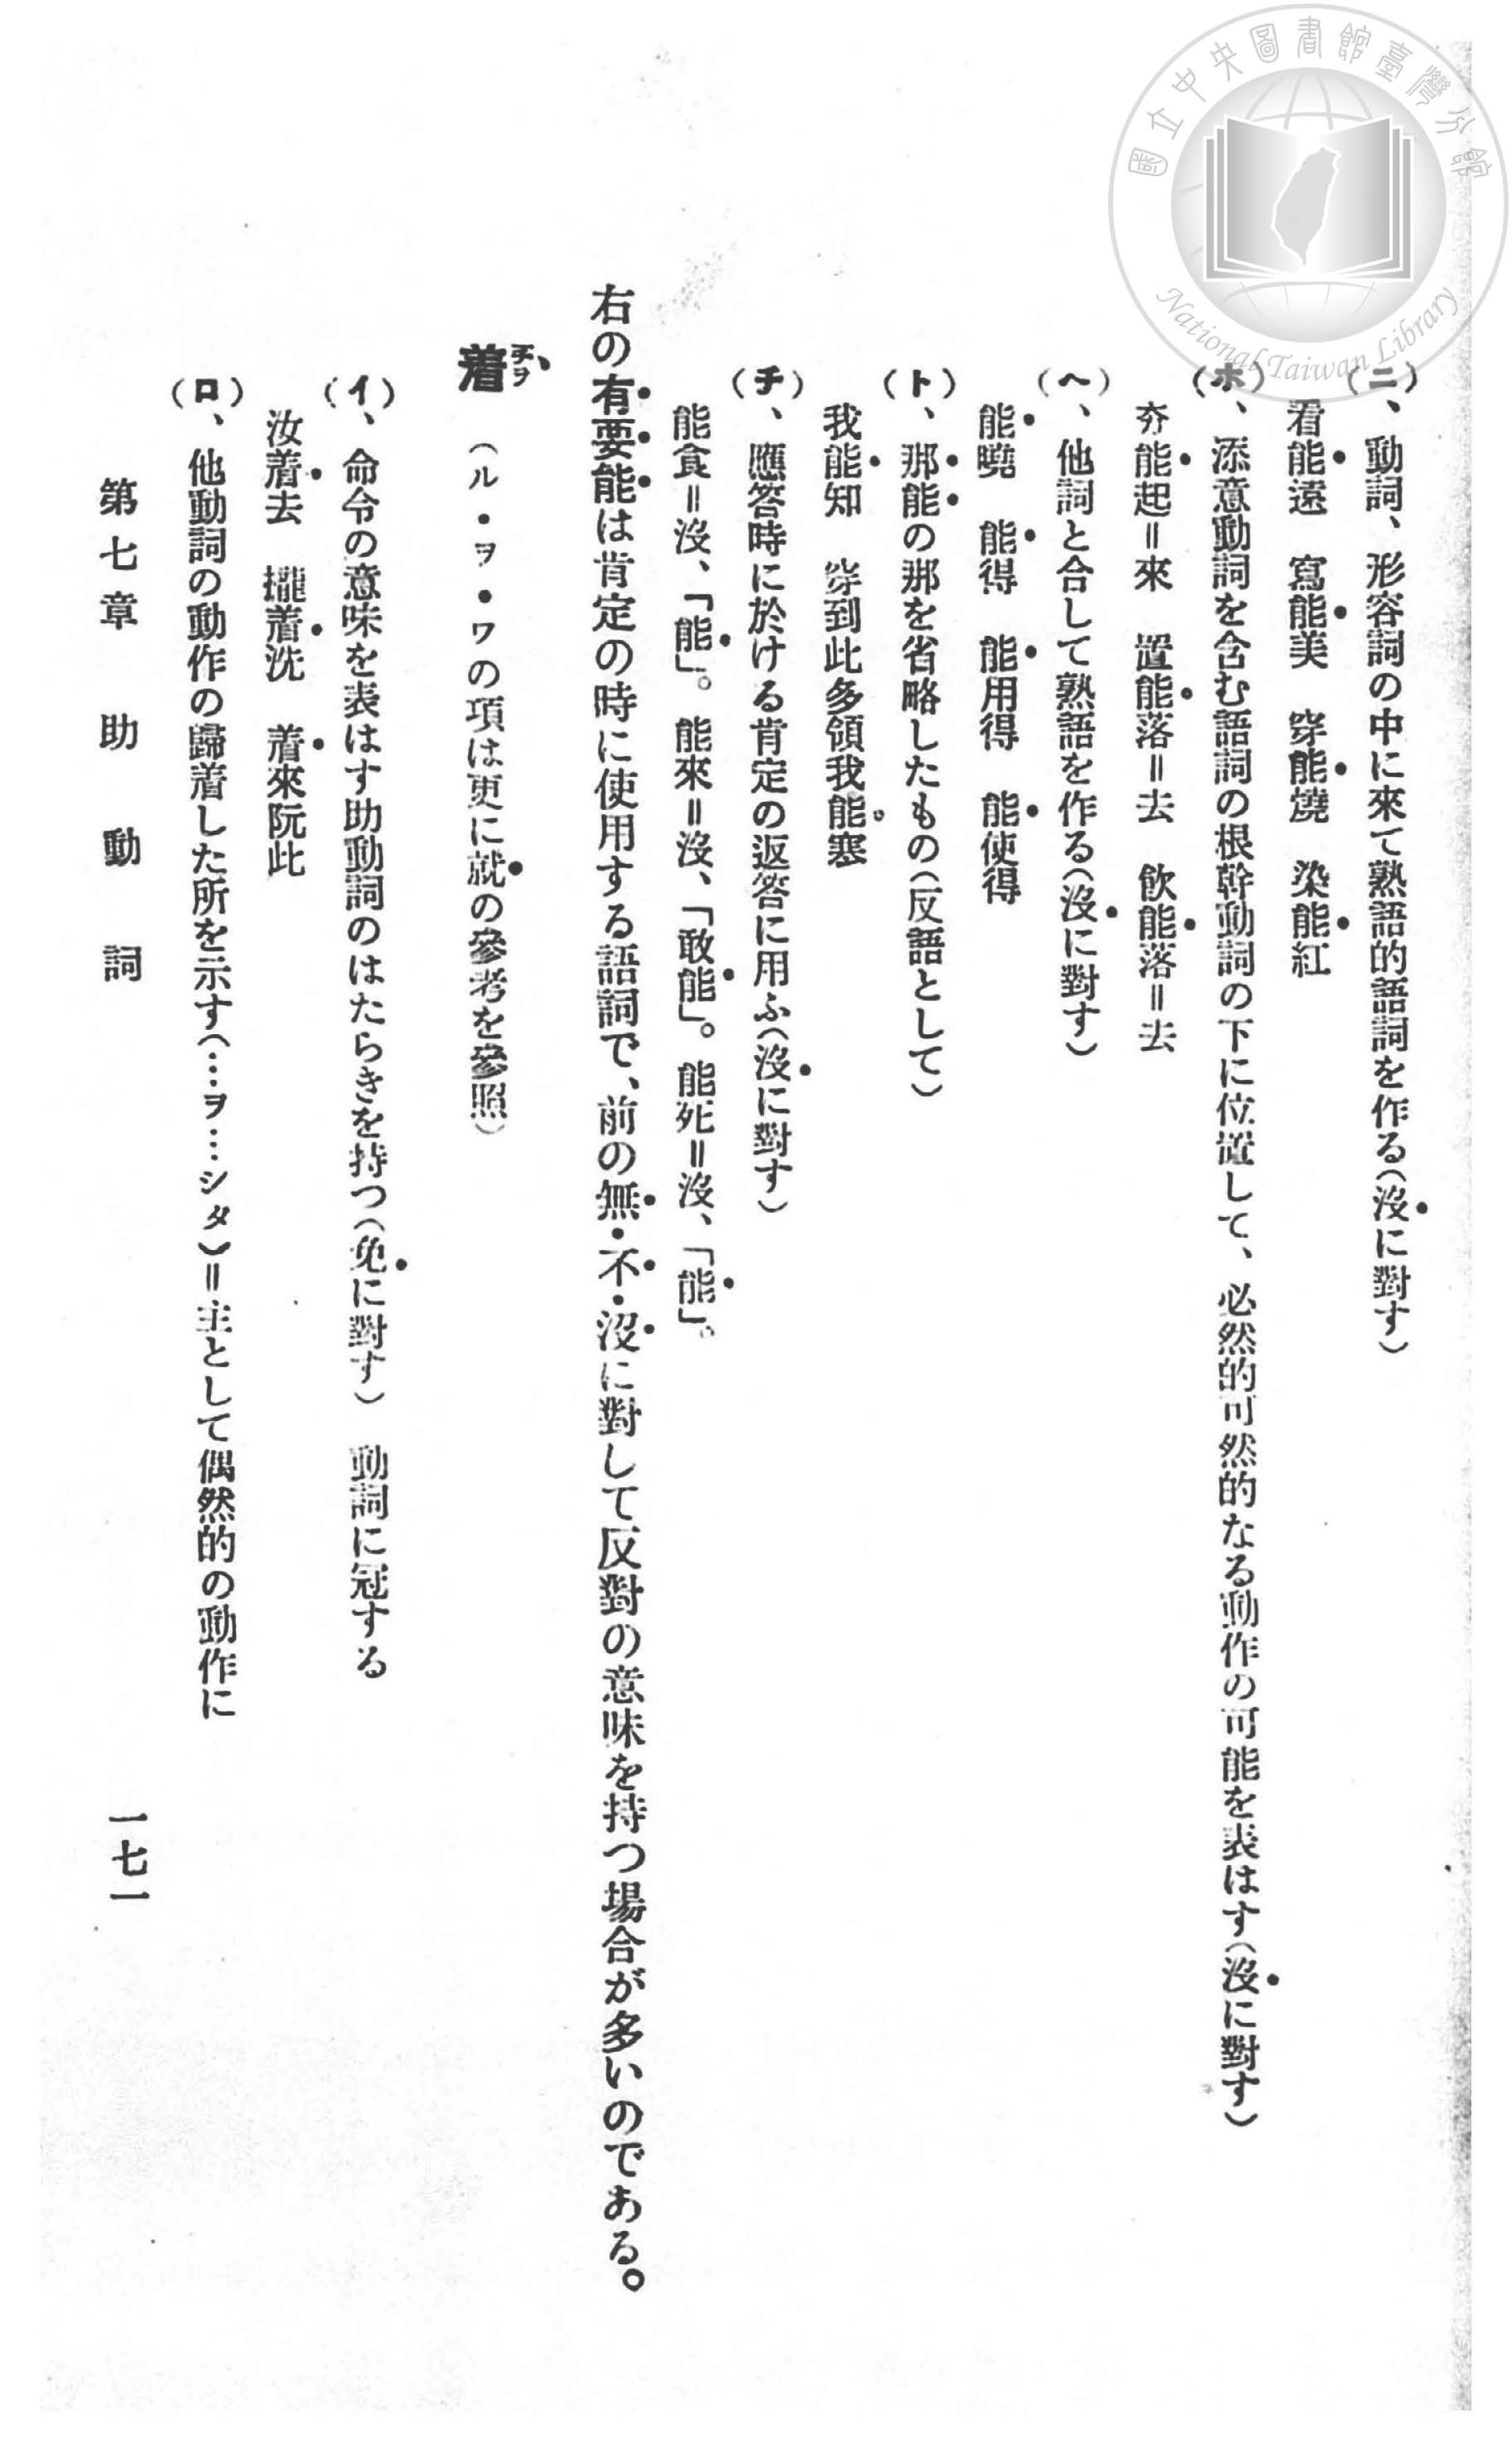 國立中央圖書館臺灣分館
National Taiwan Library
(ニ)、動詞、形容詞の中に來て熟語的語詞を作る(沒に對す)
看能遠　寫能美　穿能燒　染能紅
(ホ)、添意動詞を含む語詞の根幹動詞の下に位置して、必然的可然的なる動作の可能を表はす(沒に對す)
夯能起＝來　置能落＝去　飮能落＝去
(ヘ)、他詞と合して熟語を作る(沒に對す)
能曉　能得　能用得　能使得
(ト)、那能の那を省略したもの(反語として)
我能知　穿到此多領我能寒
(チ)、應答時に於ける肯定の返答に用ふ(沒に對す)
能食＝沒、「能」。能來＝沒、「敢能」。能死＝沒、「能」。
右の有要能は肯定の時に使用する語詞で、前の無・不・沒に對して反對の意味を持つ場合が多いのである。
着チヲ　(ル・ヲ・ワの項は更に就の參考を參照)
(イ)、命令の意味を表はす助動詞のはたらきを持つ(免に對す)　動詞に冠する
汝着去　攏着洗　着來阮此
(ロ)、他動詞の動作の歸着した所を示す(…ヲ…シタ)＝主として偶然的の動作に
第七章　助動詞　一七一